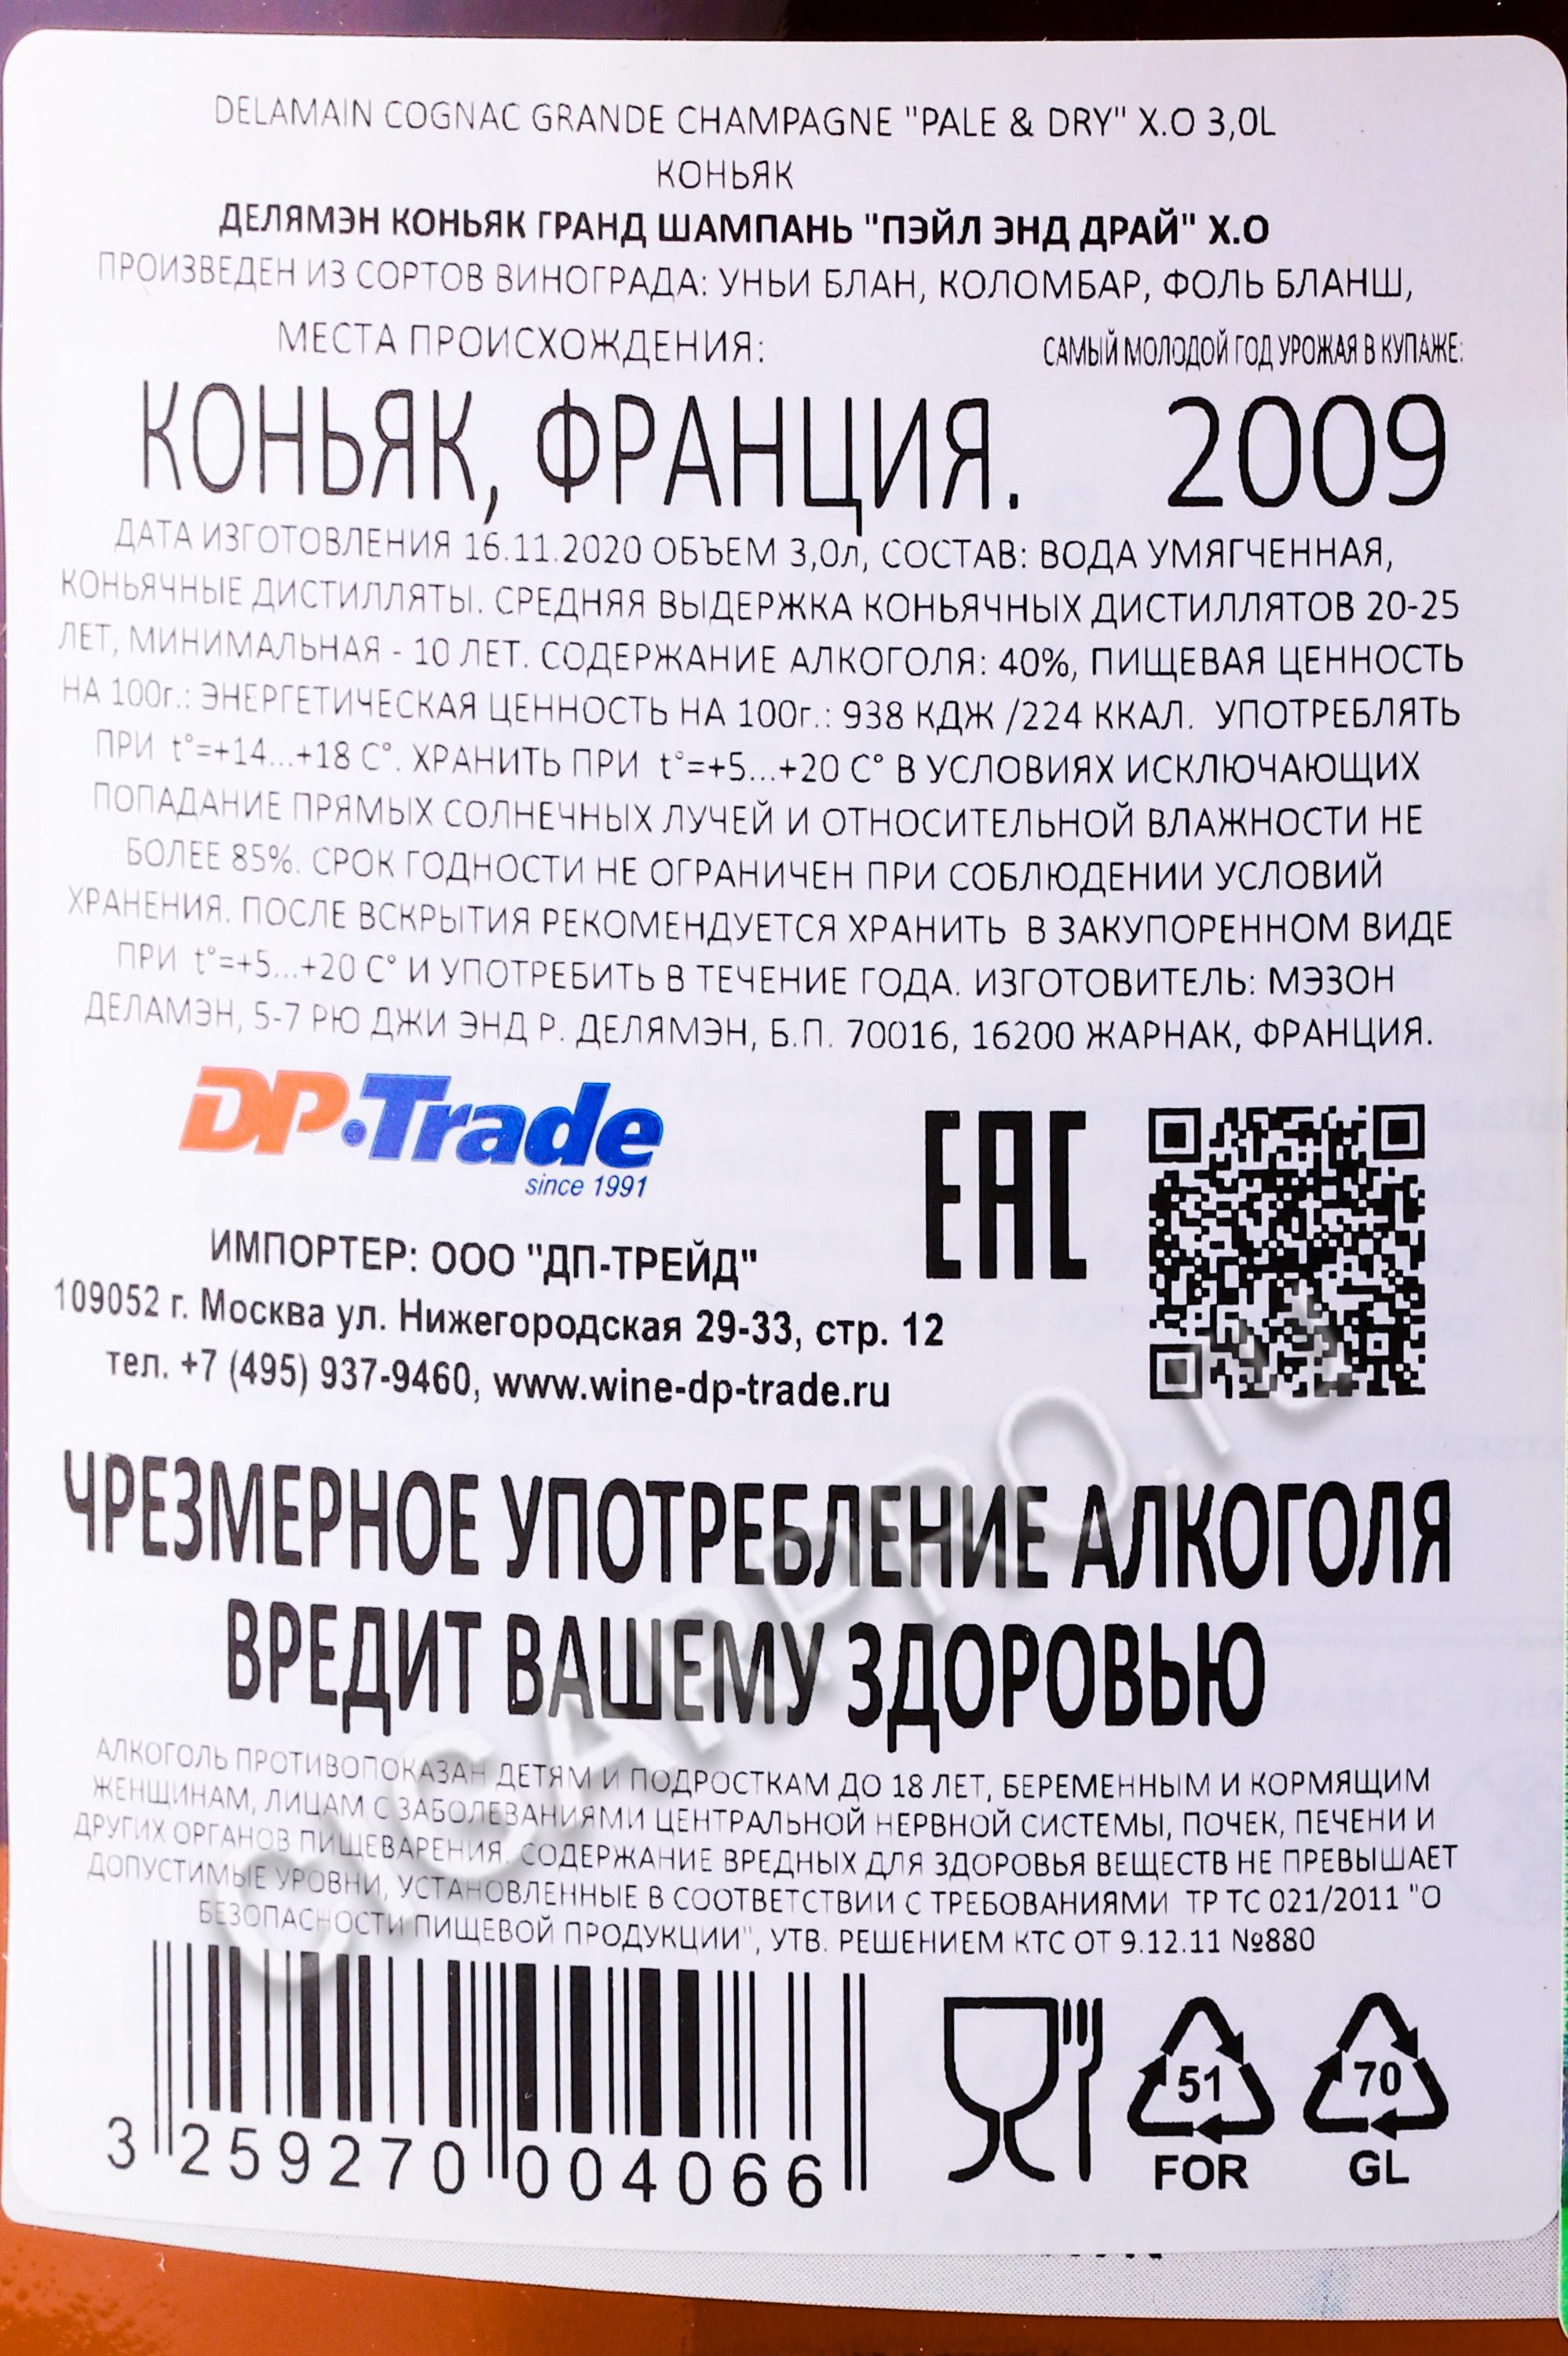 DELAMAIN COGNAC GRANDE CHAMPAGNE "PALE & DRY" X.O 3,0L
КОНЬЯК
ДЕЛЯМЭН КОНЬЯК ГРАНД ШАМПАНЬ "ПЭЙЛ ЭНД ДРАЙ" X.O
ПРОИЗВЕДЕН ИЗ СОРТОВ ВИНОГРАДА: УНЬИ БЛАН, КОЛОМБАР, ФОЛЬ БЛАНШ,
МЕСТА ПРОИСХОЖДЕНИЯ:
КОНЬЯК, ФРАНЦИЯ.
САМЫЙ МОЛОДОЙ ГОД УРОЖАЯ В КУПАЖЕ:
2009
ДАТА ИЗГОТОВЛЕНИЯ 16.11.2020 ОБЪЕМ 3,0л, СОСТАВ: ВОДА УМЯГЧЕННАЯ,
КОНЬЯЧНЫЕ ДИСТИЛЛЯТЫ. СРЕДНЯЯ ВЫДЕРЖКА КОНЬЯЧНЫХ ДИСТИЛЛЯТОВ 20-25
ЛЕТ, МИНИМАЛЬНАЯ - 10 ЛЕТ. СОДЕРЖАНИЕ АЛКОГОЛЯ: 40%, ПИЩЕВАЯ ЦЕННОСТЬ
НА 100г.: ЭНЕРГЕТИЧЕСКАЯ ЦЕННОСТЬ НА 100г.: 938 КДЖ /224 ККАЛ. УПОТРЕБЛЯТЬ
ПРИ t°=+14...+18 C°. ХРАНИТЬ ПРИ t°=+5...+20 C° В УСЛОВИЯХ ИСКЛЮЧАЮЩИХ
ПОПАДАНИЕ ПРЯМЫХ СОЛНЕЧНЫХ ЛУЧЕЙ И ОТНОСИТЕЛЬНОЙ ВЛАЖНОСТИ НЕ
БОЛЕЕ 85%. СРОК ГОДНОСТИ НЕ ОГРАНИЧЕН ПРИ СОБЛЮДЕНИИ УСЛОВИЙ
ХРАНЕНИЯ. ПОСЛЕ ВСКРЫТИЯ РЕКОМЕНДУЕТСЯ ХРАНИТЬ В ЗАКУПОРЕННОМ ВИДЕ
ПРИ t°=+5...+20 C° И УПОТРЕБИТЬ В ТЕЧЕНИЕ ГОДА. ИЗГОТОВИТЕЛЬ: МЭЗОН
ДЕЛАМЭН, 5-7 РЮ ДЖИ ЭНД Р. ДЕЛЯМЭН, Б.П. 70016, 16200 ЖАРНАК, ФРАНЦИЯ.
DP·Trade
since 1991
ЕАС
ИМПОРТЕР: ООО "ДП-ТРЕЙД"
109052 г. Москва ул. Нижегородская 29-33, стр. 12
тел. +7 (495) 937-9460, www.wine-dp-trade.ru
ЧРЕЗМЕРНОЕ УПОТРЕБЛЕНИЕ АЛКОГОЛЯ
ВРЕДИТ ВАШЕМУ ЗДОРОВЬЮ
АЛКОГОЛЬ ПРОТИВОПОКАЗАН ДЕТЯМ И ПОДРОСТКАМ ДО 18 ЛЕТ, БЕРЕМЕННЫМ И КОРМЯЩИМ
ЖЕНЩИНАМ, ЛИЦАМ С ЗАБОЛЕВАНИЯМИ ЦЕНТРАЛЬНОЙ НЕРВНОЙ СИСТЕМЫ, ПОЧЕК, ПЕЧЕНИ И
ДРУГИХ ОРГАНОВ ПИЩЕВАРЕНИЯ. СОДЕРЖАНИЕ ВРЕДНЫХ ДЛЯ ЗДОРОВЬЯ ВЕЩЕСТВ НЕ ПРЕВЫШАЕТ
ДОПУСТИМЫЕ УРОВНИ, УСТАНОВЛЕННЫЕ В СООТВЕТСТВИИ С ТРЕБОВАНИЯМИ ТР ТС 021/2011 "О
БЕЗОПАСНОСТИ ПИЩЕВОЙ ПРОДУКЦИИ", УТВ. РЕШЕНИЕМ КТС ОТ 9.12.11 №880
CIGARPRO.ru
3 259270 004066
51
FOR
70
GL